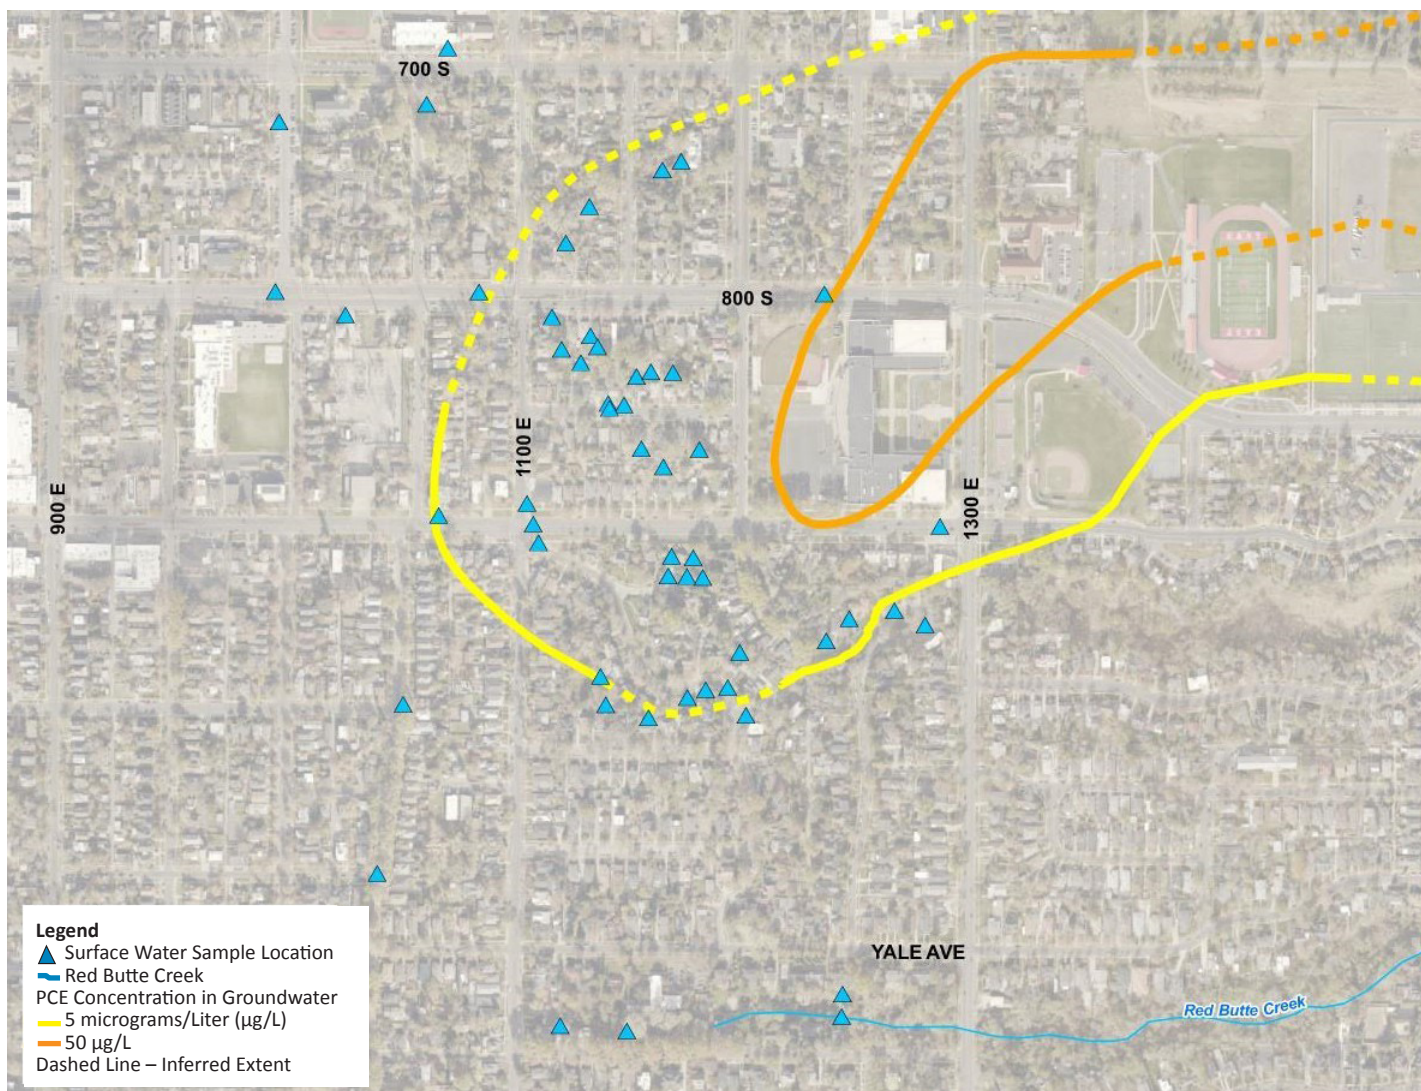 700 S
800 S
1100 E
900 E
1300 E
YALE AVE
Red Butte Creek
Legend
Surface Water Sample Location
Red Butte Creek
PCE Concentration in Groundwater
5 micrograms/Liter (µg/L)
50 µg/L
Dashed Line – Inferred Extent